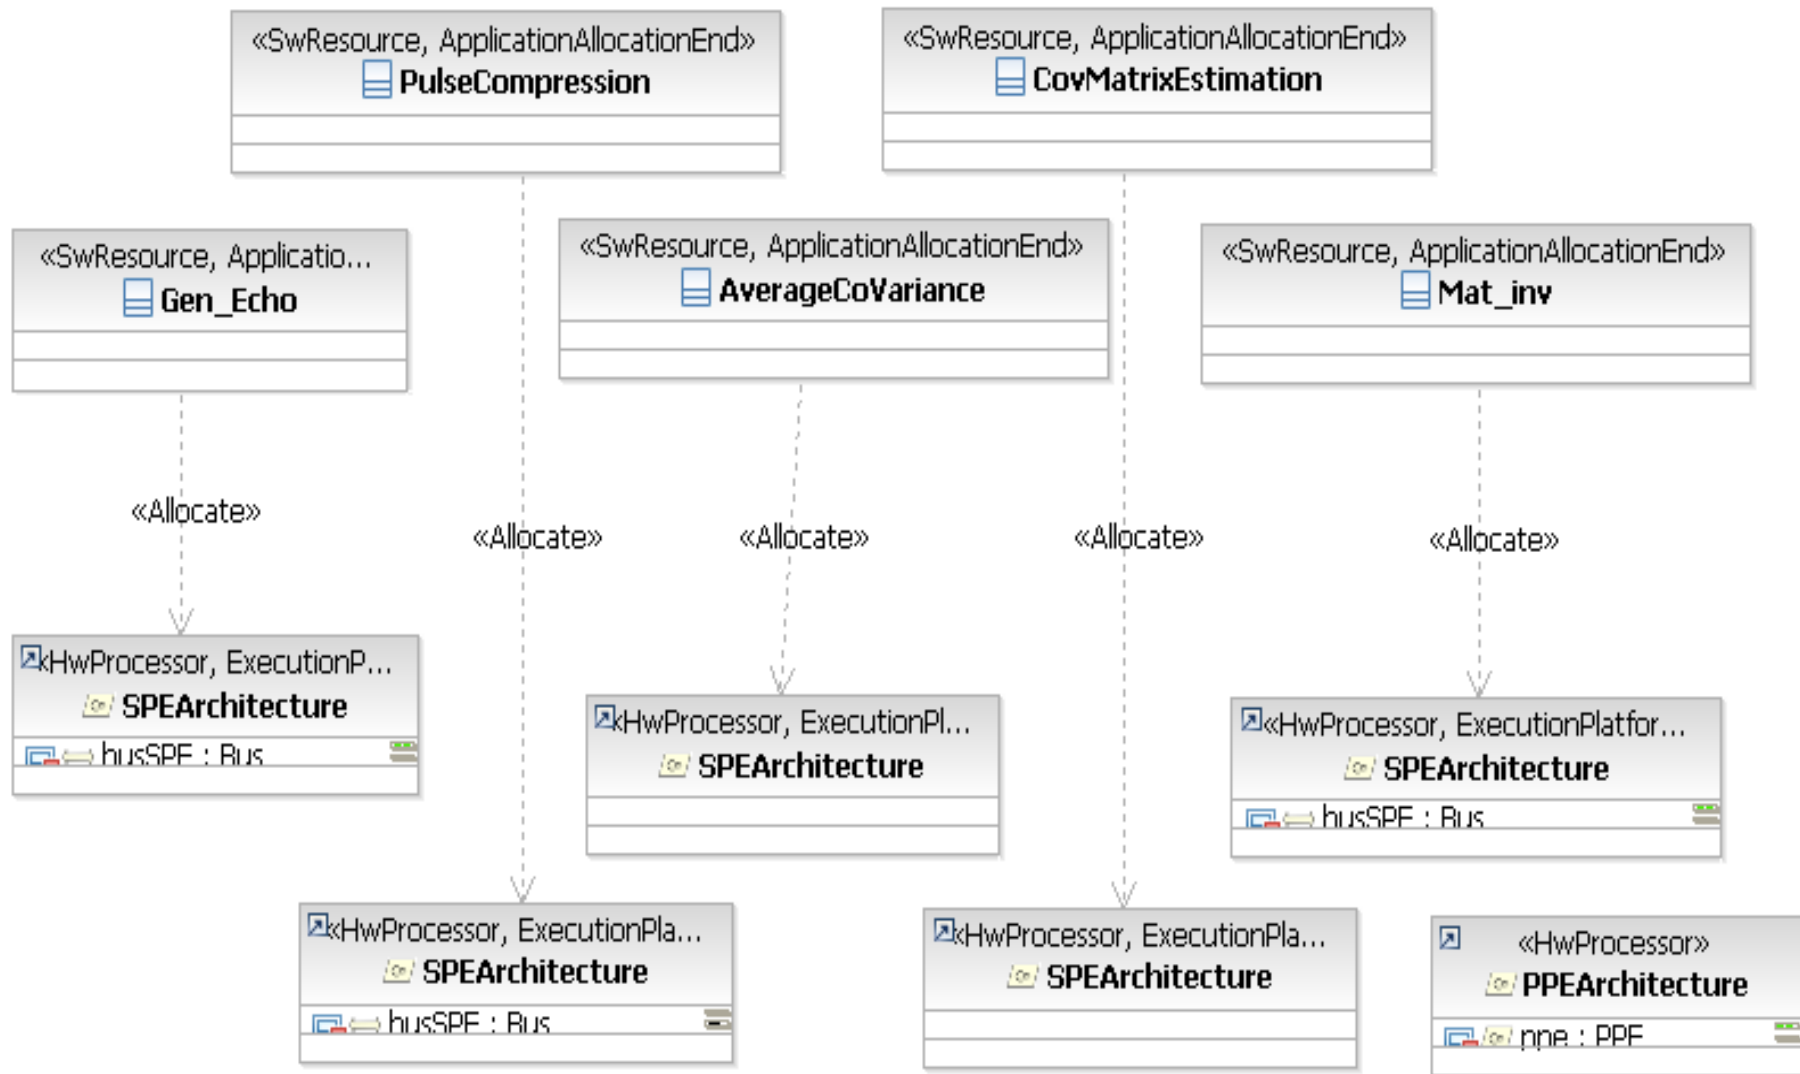 «SwResource, ApplicationAllocationEnd»
PulseCompression
«SwResource, ApplicationAllocationEnd»
CovMatrixEstimation
«SwResource, Applicatio...
Gen_Echo
«SwResource, ApplicationAllocationEnd»
AverageCoVariance
«SwResource, ApplicationAllocationEnd»
Mat_inv
«Allocate»
«Allocate»
«Allocate»
«Allocate»
«Allocate»
«HwProcessor, ExecutionP...
SPEArchitecture
busSPE : Bus
«HwProcessor, ExecutionPl...
SPEArchitecture
«HwProcessor, ExecutionPlatfor...
SPEArchitecture
busSPE : Bus
«HwProcessor, ExecutionPla...
SPEArchitecture
busSPE : Bus
«HwProcessor, ExecutionPla...
SPEArchitecture
«HwProcessor»
PPEArchitecture
ppe : PPE